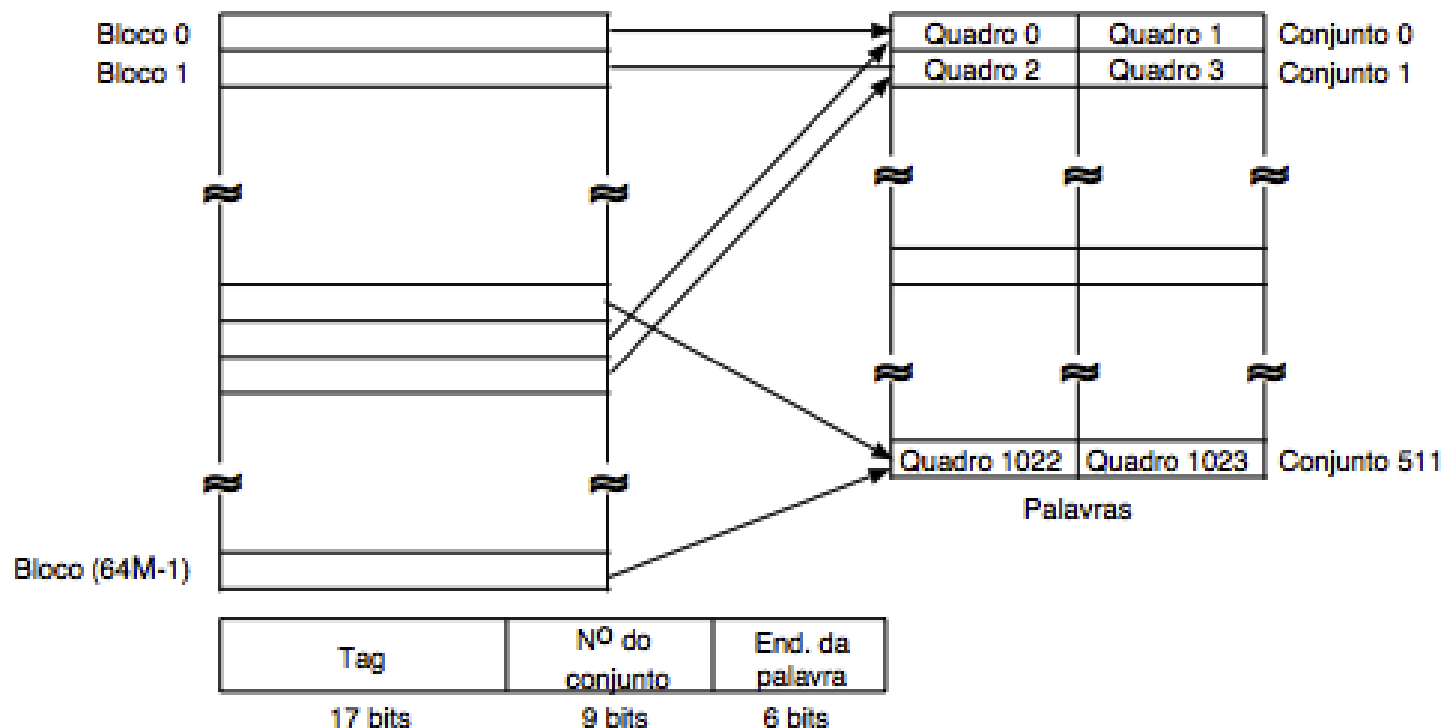 Bloco 0
Quadro 0
Quadro 1
Conjunto 0
Bloco 1
Quadro 2
Quadro 3
Conjunto 1
Quadro 1022
Quadro 1023
Conjunto 511
Palavras
Bloco (64M-1)
Tag
Nº do
conjunto
End. da
palavra
17 bits
9 bits
6 bits